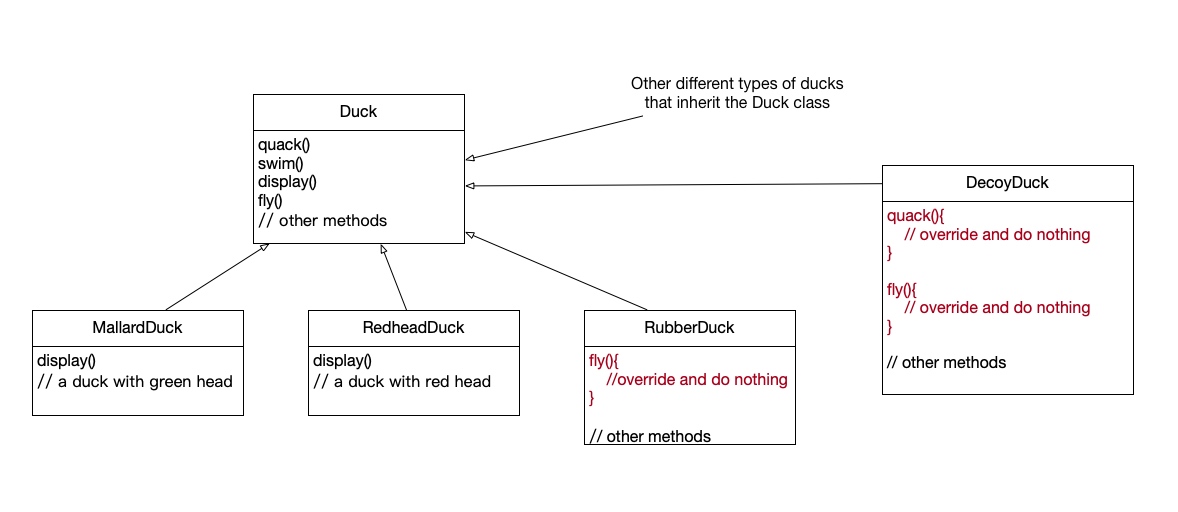 Other different types of ducks
that inherit the Duck class
Duck
quack()
swim()
display()
fly()
// other methods
DecoyDuck
quack(){
// override and do nothing
}
fly(){
// override and do nothing
}
// other methods
MallardDuck
display()
// a duck with green head
RedheadDuck
display()
// a duck with red head
RubberDuck
fly(){
//override and do nothing
}
// other methods